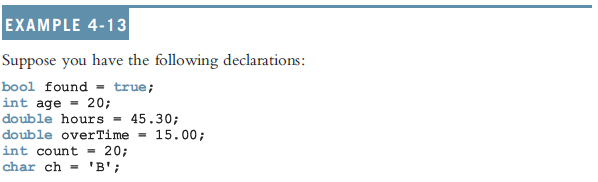 EXAMPLE 4-13
Suppose you have the following declarations:
bool found = true;
int age = 20;
double hours = 45.30;
double overTime = 15.00;
int count = 20;
char ch = 'B';